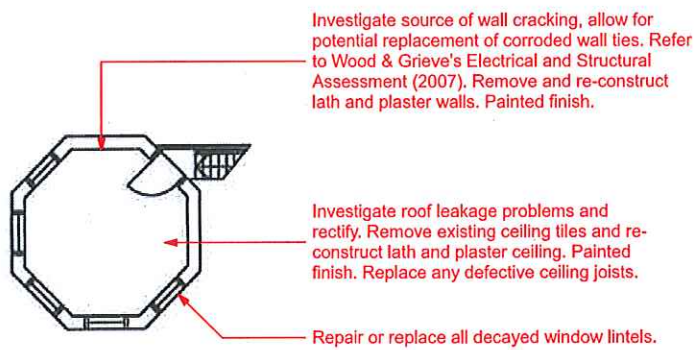 Investigate source of wall cracking, allow for
potential replacement of corroded wall ties. Refer
to Wood & Grieve's Electrical and Structural
Assessment (2007). Remove and re-construct
lath and plaster walls. Painted finish.
Investigate roof leakage problems and
rectify. Remove existing ceiling tiles and re-
construct lath and plaster ceiling. Painted
finish. Replace any defective ceiling joists.
Repair or replace all decayed window lintels.